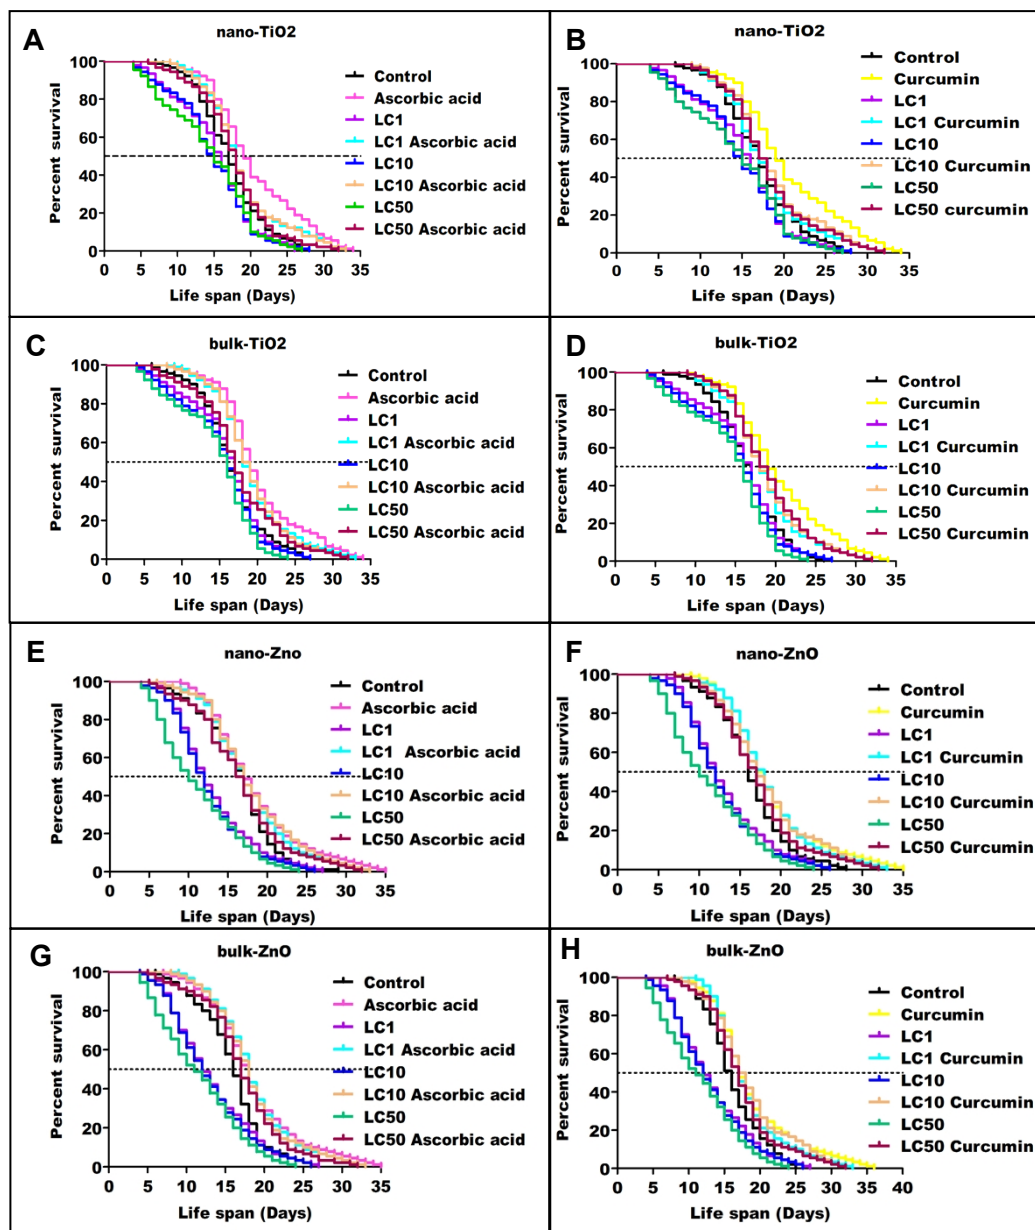 A
nano-TiO2
Percent survival
100
80
60
40
20
0
0 5 10 15 20 25 30 35
Life span (Days)
Control
Ascorbic acid
LC1
LC1 Ascorbic acid
LC10
LC10 Ascorbic acid
LC50
LC50 Ascorbic acid
B
nano-TiO2
Percent survival
100
80
60
40
20
0
0 5 10 15 20 25 30 35
Life span (Days)
Control
Curcumin
LC1
LC1 Curcumin
LC10
LC10 Curcumin
LC50
LC50 curcumin
C
bulk-TiO2
Percent survival
100
80
60
40
20
0
0 5 10 15 20 25 30 35
Life span (Days)
Control
Ascorbic acid
LC1
LC1 Ascorbic acid
LC10
LC10 Ascorbic acid
LC50
LC50 Ascorbic acid
D
bulk-TiO2
Percent survival
100
80
60
40
20
0
0 5 10 15 20 25 30 35
Life span (Days)
Control
Curcumin
LC1
LC1 Curcumin
LC10
LC10 Curcumin
LC50
LC50 Curcumin
E
nano-Zno
Percent survival
100
80
60
40
20
0
0 5 10 15 20 25 30 35
Life span (Days)
Control
Ascorbic acid
LC1
LC1 Ascorbic acid
LC10
LC10 Ascorbic acid
LC50
LC50 Ascorbic acid
F
nano-ZnO
Percent survival
100
80
60
40
20
0
0 5 10 15 20 25 30 35
Life span (Days)
Control
Curcumin
LC1
LC1 Curcumin
LC10
LC10 Curcumin
LC50
LC50 Curcumin
G
bulk-ZnO
Percent survival
100
80
60
40
20
0
0 5 10 15 20 25 30 35
Life span (Days)
Control
Ascorbic acid
LC1
LC1 Ascorbic acid
LC10
LC10 Ascorbic acid
LC50
LC50 Ascorbic acid
H
bulk-ZnO
Percent survival
100
80
60
40
20
0
0 5 10 15 20 25 30 35 40
Life span (Days)
Control
Curcumin
LC1
LC1 Curcumin
LC10
LC10 Curcumin
LC50
LC50 Curcumin